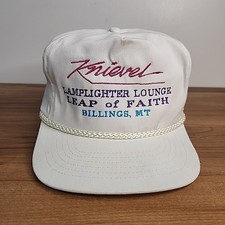 Knievel
LAMPLIGHTER LOUNGE
LEAP of FAITH
BILLINGS, MT